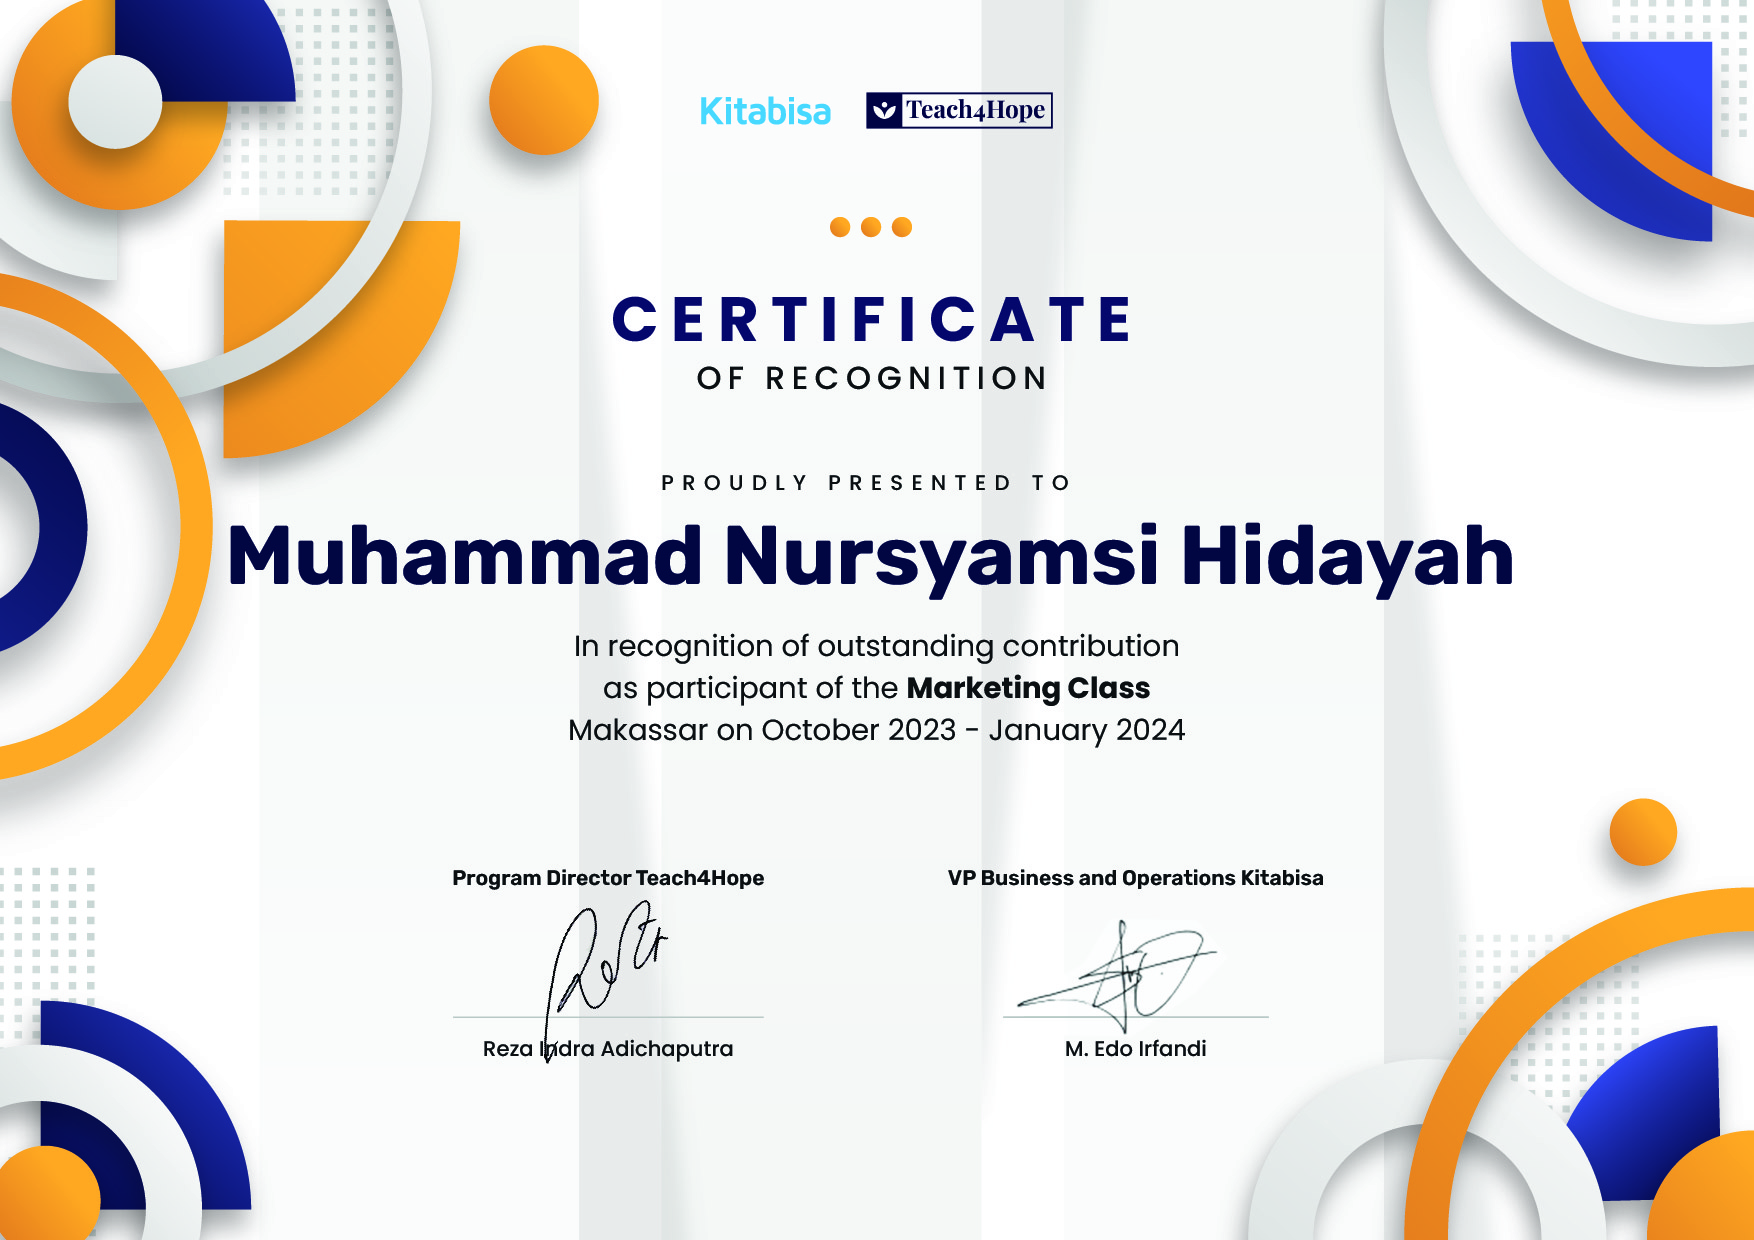 Kitabisa Teach4Hope
CERTIFICATE
OF RECOGNITION
PROUDLY PRESENTED TO
Muhammad Nursyamsi Hidayah
In recognition of outstanding contribution
as participant of the Marketing Class
Makassar on October 2023 - January 2024
Program Director Teach4Hope
Reza Indra Adichaputra
VP Business and Operations Kitabisa
M. Edo Irfandi